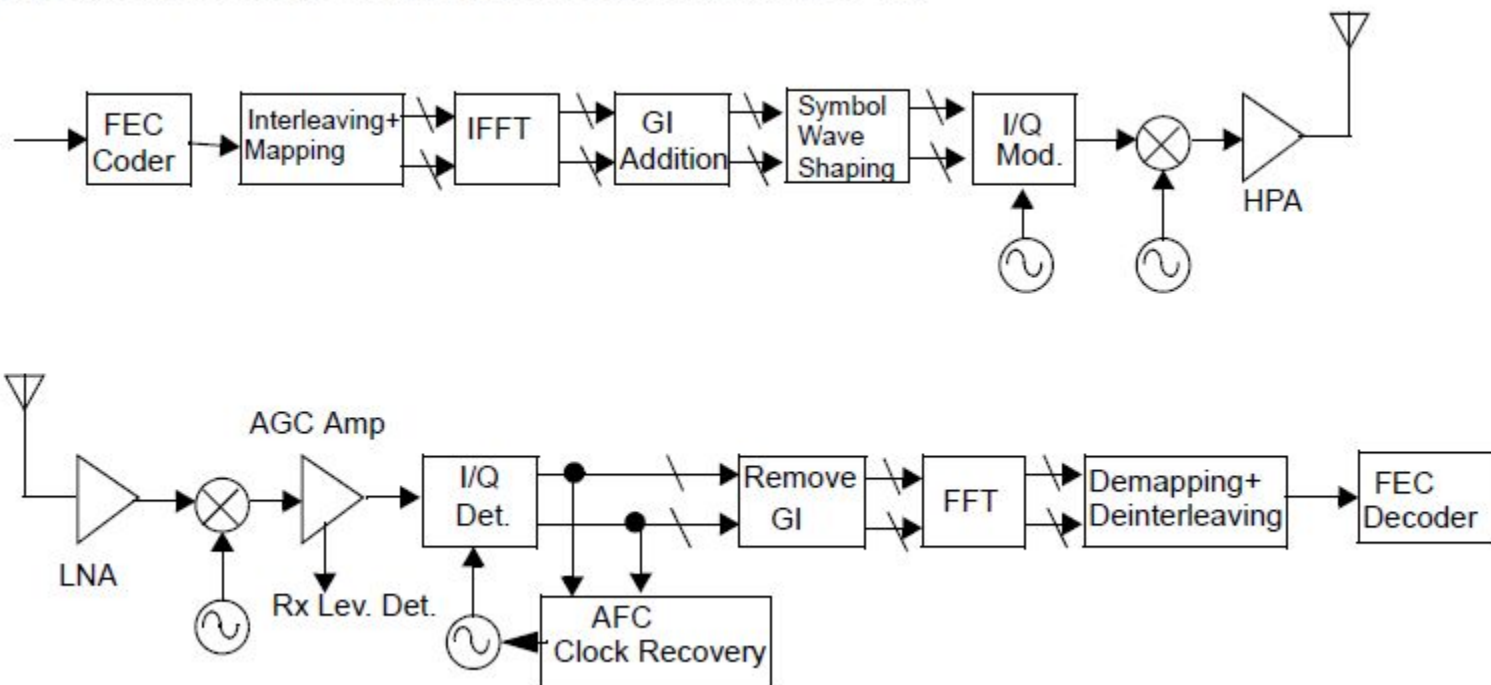 FEC
Coder
Interleaving+
Mapping
IFFT
GI
Addition
Symbol
Wave
Shaping
I/Q
Mod.
HPA
AGC Amp
LNA
Rx Lev. Det.
I/Q
Det.
AFC
Clock Recovery
Remove
GI
FFT
Demapping+
Deinterleaving
FEC
Decoder